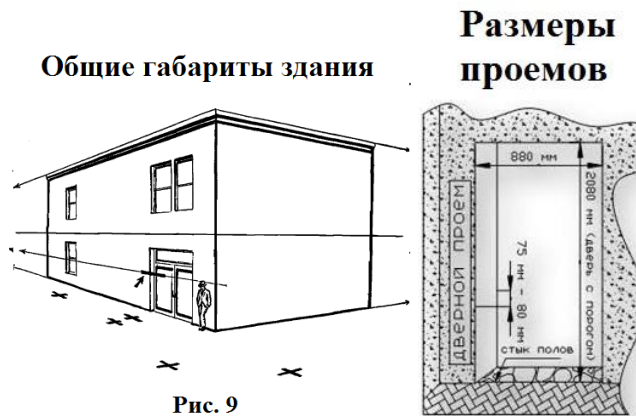 Общие габариты здания
Рис. 9
Размеры
проемов
880 мм
дверной проем
75 мм - 80 мм
2080 мм (дверь с порогом)
стык полов